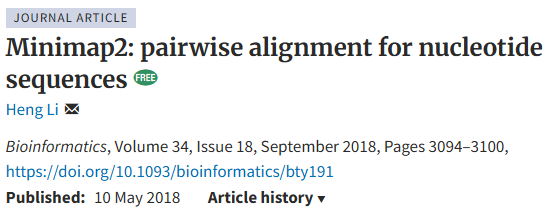 JOURNAL ARTICLE
Minimap2: pairwise alignment for nucleotide
sequences FREE
Heng Li
Bioinformatics, Volume 34, Issue 18, September 2018, Pages 3094–3100,
https://doi.org/10.1093/bioinformatics/bty191
Published: 10 May 2018 Article history ▼